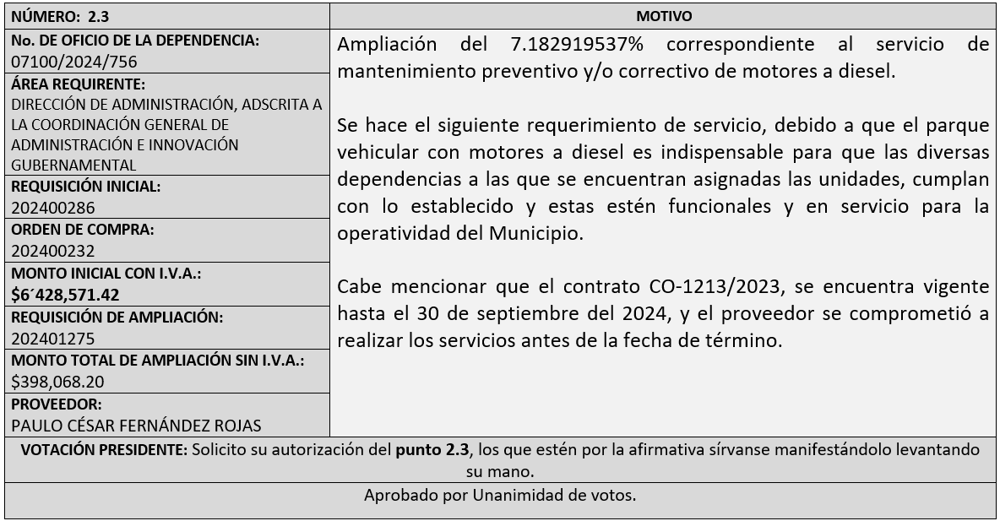 NÚMERO: 2.3
MOTIVO
No. DE OFICIO DE LA DEPENDENCIA:
07100/2024/756
ÁREA REQUIRENTE:
DIRECCIÓN DE ADMINISTRACIÓN, ADSCRITA A
LA COORDINACIÓN GENERAL DE
ADMINISTRACIÓN E INNOVACIÓN
GUBERNAMENTAL
REQUISICIÓN INICIAL:
202400286
ORDEN DE COMPRA:
202400232
MONTO INICIAL CON I.V.A.:
$6´428,571.42
REQUISICIÓN DE AMPLIACIÓN:
202401275
MONTO TOTAL DE AMPLIACIÓN SIN I.V.A.:
$398,068.20
PROVEEDOR:
PAULO CÉSAR FERNÁNDEZ ROJAS
Ampliación del 7.182919537% correspondiente al servicio de
mantenimiento preventivo y/o correctivo de motores a diesel.
Se hace el siguiente requerimiento de servicio, debido a que el parque
vehicular con motores a diesel es indispensable para que las diversas
dependencias a las que se encuentran asignadas las unidades, cumplan
con lo establecido y estas estén funcionales y en servicio para la
operatividad del Municipio.
Cabe mencionar que el contrato CO-1213/2023, se encuentra vigente
hasta el 30 de septiembre del 2024, y el proveedor se comprometió a
realizar los servicios antes de la fecha de término.
VOTACIÓN PRESIDENTE: Solicito su autorización del punto 2.3, los que estén por la afirmativa sírvanse manifestándolo levantando
su mano.
Aprobado por Unanimidad de votos.